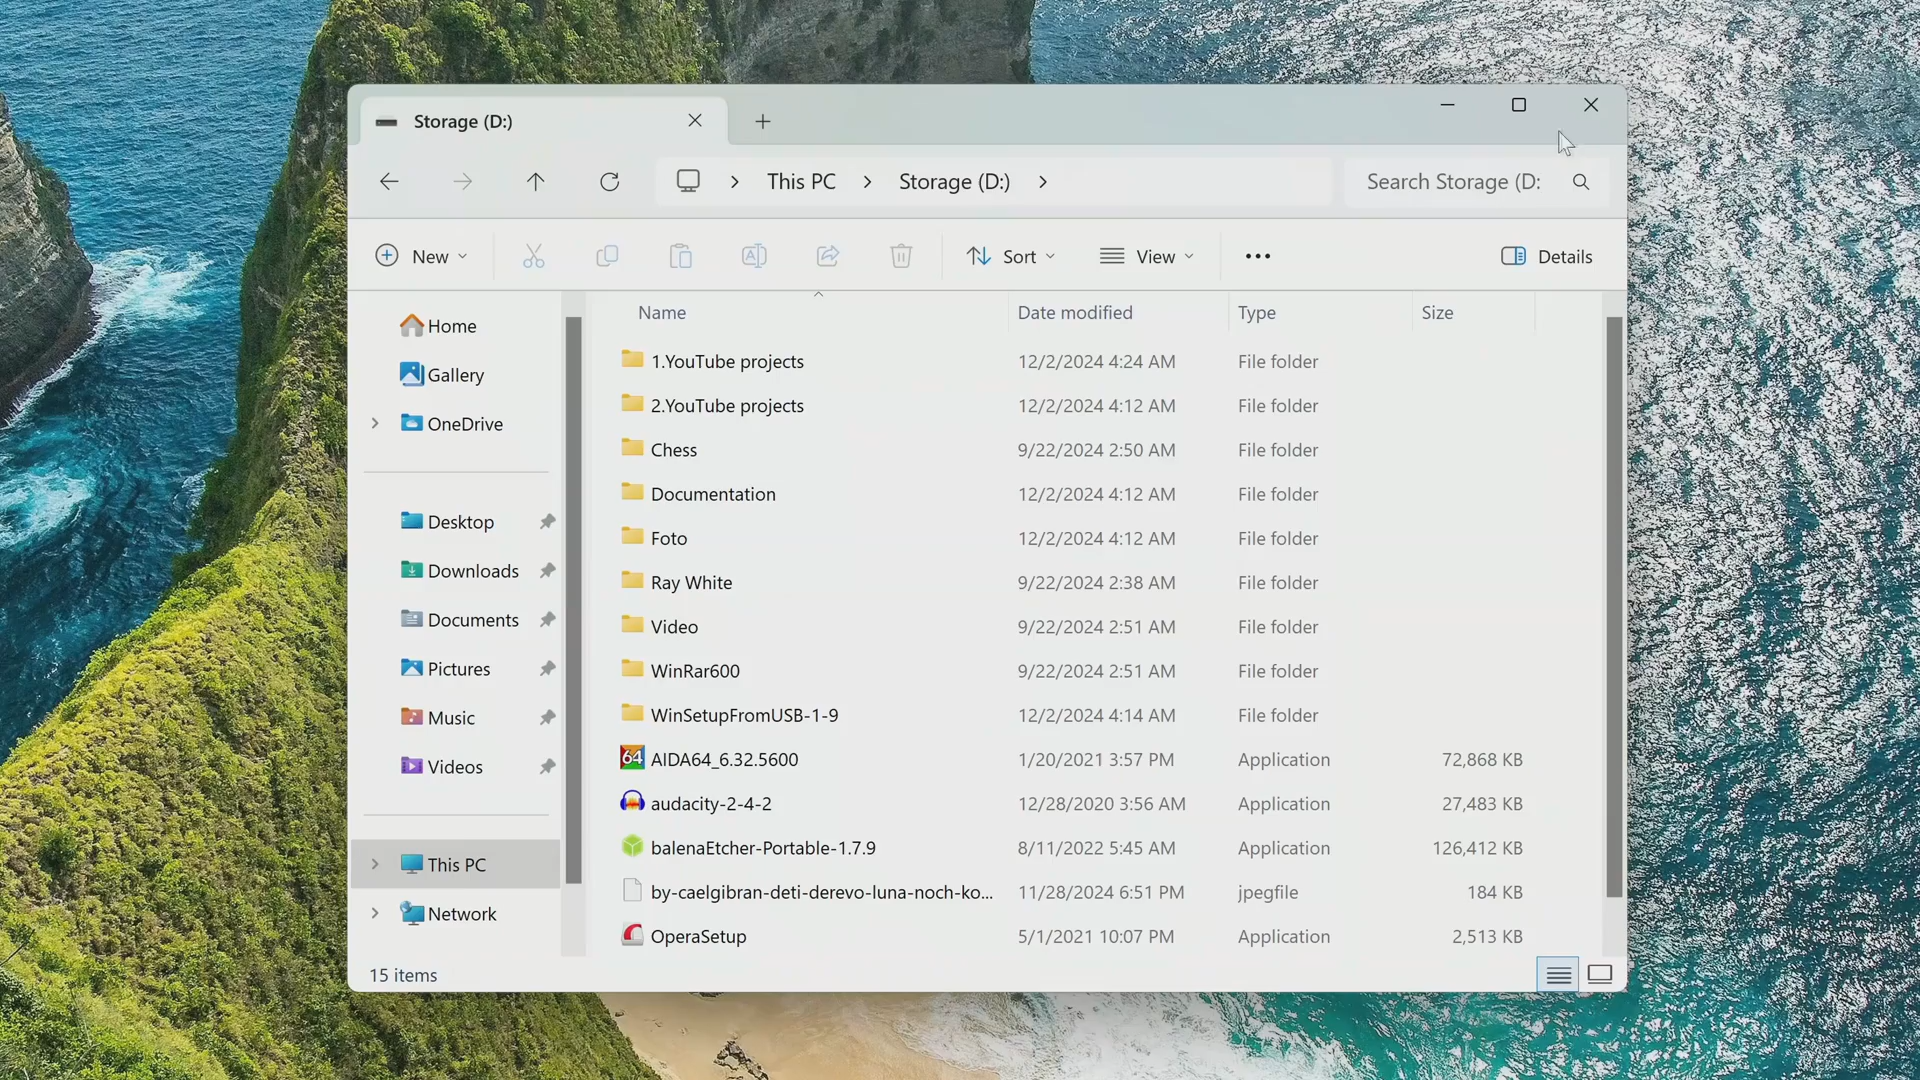 Storage (D:)
This PC Storage (D:) Search Storage (D:
New Sort View Details
Name Date modified Type Size
Home
Gallery
OneDrive
Desktop
Downloads
Documents
Pictures
Music
Videos
This PC
Network
1.YouTube projects 12/2/2024 4:24 AM File folder
2.YouTube projects 12/2/2024 4:12 AM File folder
Chess 9/22/2024 2:50 AM File folder
Documentation 12/2/2024 4:12 AM File folder
Foto 12/2/2024 4:12 AM File folder
Ray White 9/22/2024 2:38 AM File folder
Video 9/22/2024 2:51 AM File folder
WinRar600 9/22/2024 2:51 AM File folder
WinSetupFromUSB-1-9 12/2/2024 4:14 AM File folder
64 AIDA64_6.32.5600 1/20/2021 3:57 PM Application 72,868 KB
audacity-2-4-2 12/28/2020 3:56 AM Application 27,483 KB
balenaEtcher-Portable-1.7.9 8/11/2022 5:45 AM Application 126,412 KB
by-caelgibran-deti-derevo-luna-noch-ko... 11/28/2024 6:51 PM jpegfile 184 KB
OperaSetup 5/1/2021 10:07 PM Application 2,513 KB
15 items